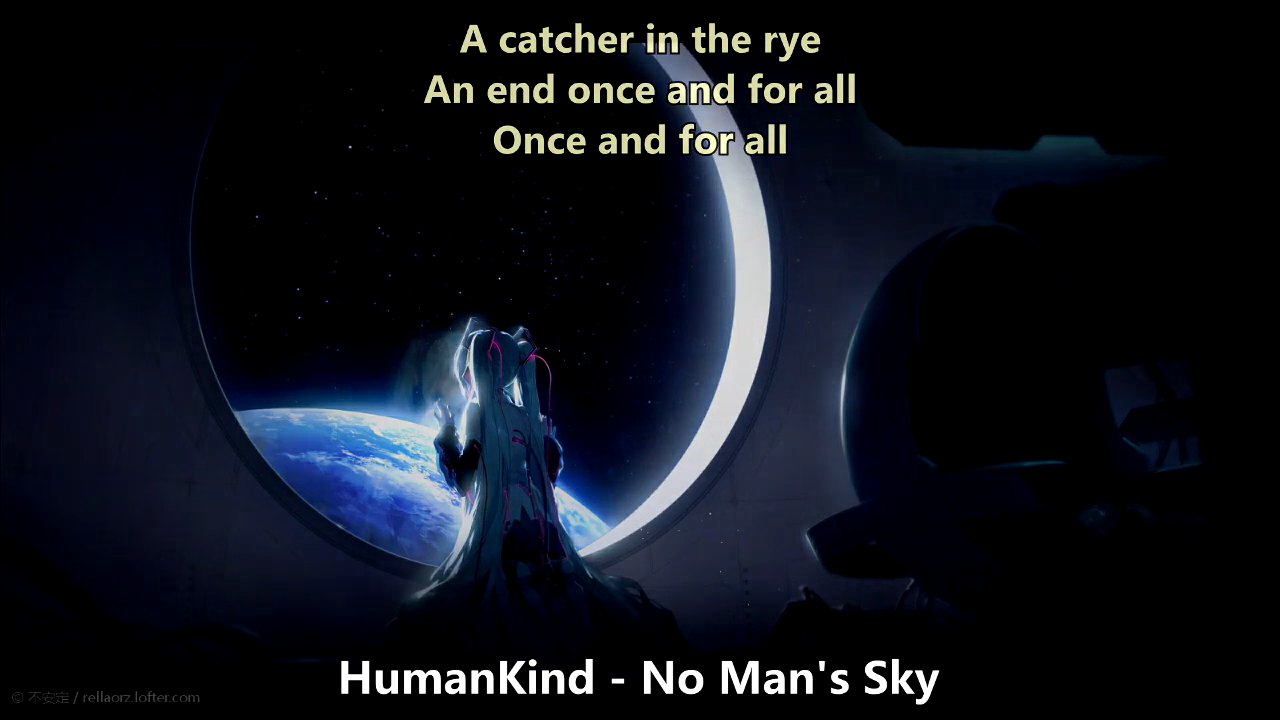 A catcher in the rye
An end once and for all
Once and for all
HumanKind - No Man's Sky
© 不安定 / rellaorz.lofter.com